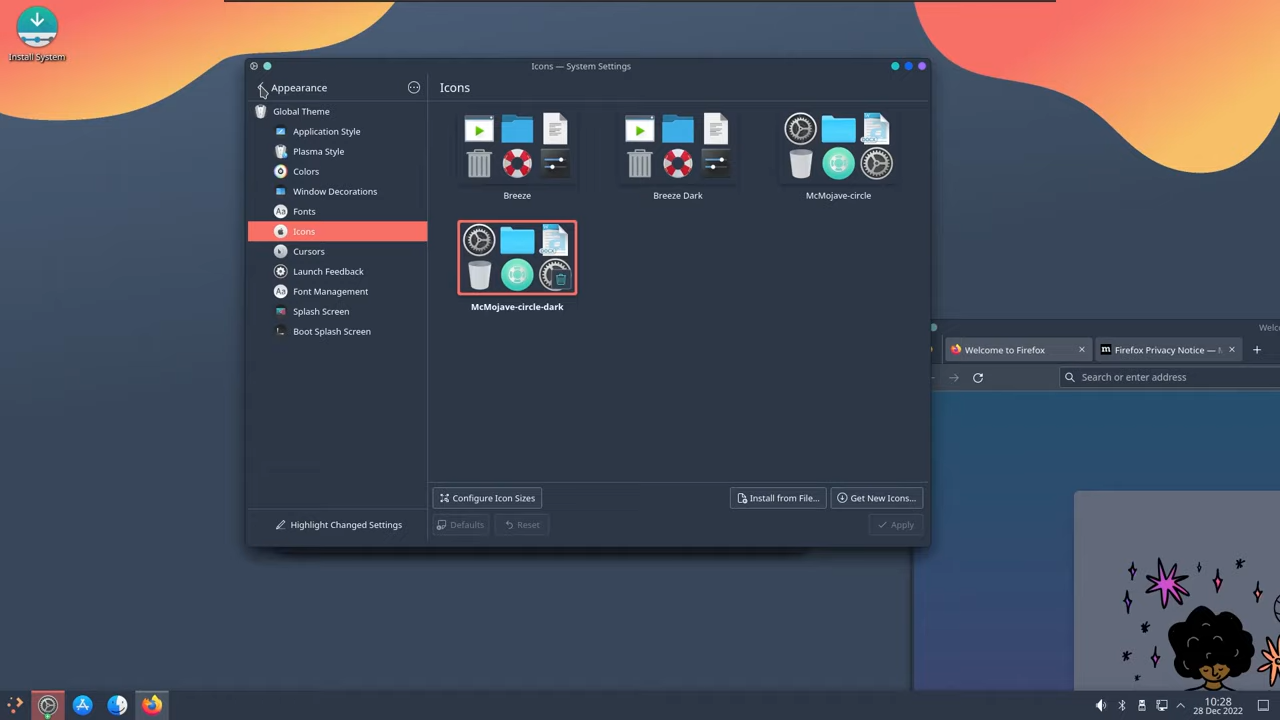 Install System
Icons — System Settings
Appearance
Icons
Global Theme
Application Style
Plasma Style
Colors
Window Decorations
Fonts
Icons
Cursors
Launch Feedback
Font Management
Splash Screen
Boot Splash Screen
Highlight Changed Settings
Breeze
Breeze Dark
McMojave-circle
McMojave-circle-dark
Configure Icon Sizes
Install from File...
Get New Icons...
Defaults
Reset
Apply
Welcome to Firefox
Firefox Privacy Notice —
Search or enter address
10:28
28 Dec 2022